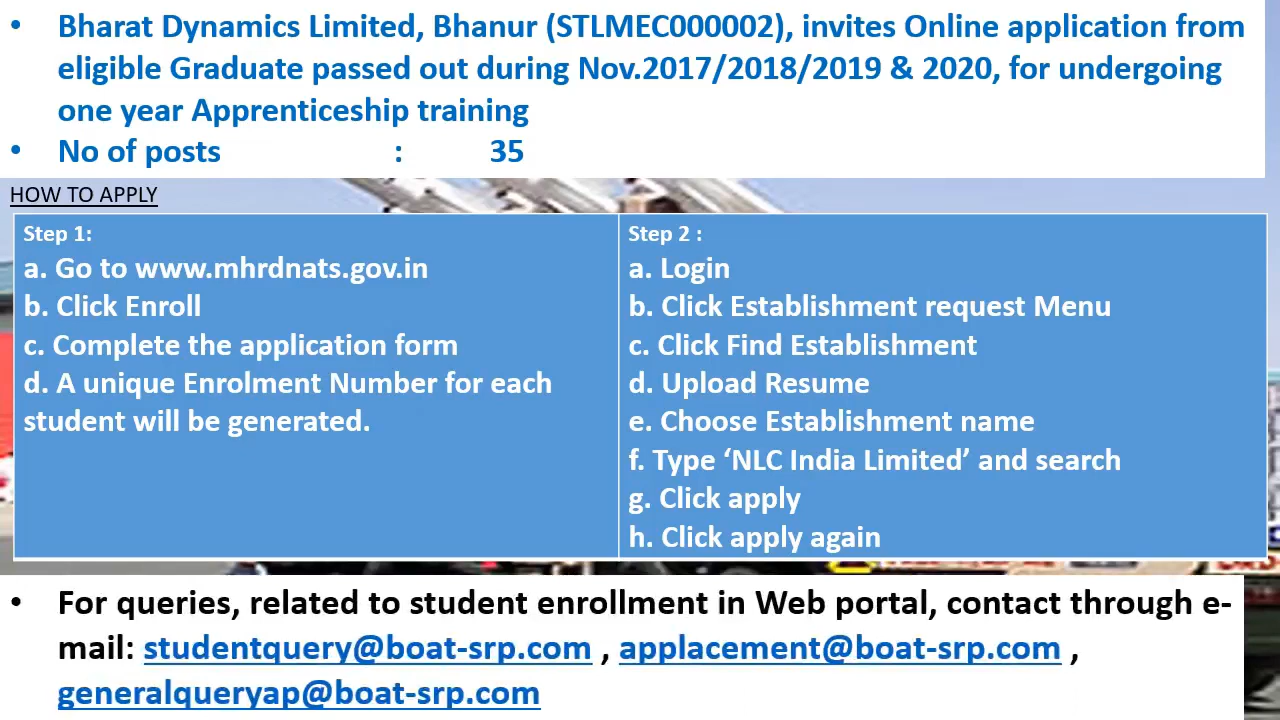 • Bharat Dynamics Limited, Bhanur (STLMEC000002), invites Online application from
eligible Graduate passed out during Nov.2017/2018/2019 & 2020, for undergoing
one year Apprenticeship training
• No of posts : 35
HOW TO APPLY
Step 1:
a. Go to www.mhrdnats.gov.in
b. Click Enroll
c. Complete the application form
d. A unique Enrolment Number for each
student will be generated.
Step 2 :
a. Login
b. Click Establishment request Menu
c. Click Find Establishment
d. Upload Resume
e. Choose Establishment name
f. Type ‘NLC India Limited’ and search
g. Click apply
h. Click apply again
• For queries, related to student enrollment in Web portal, contact through e-
mail: studentquery@boat-srp.com , applacement@boat-srp.com ,
generalqueryap@boat-srp.com